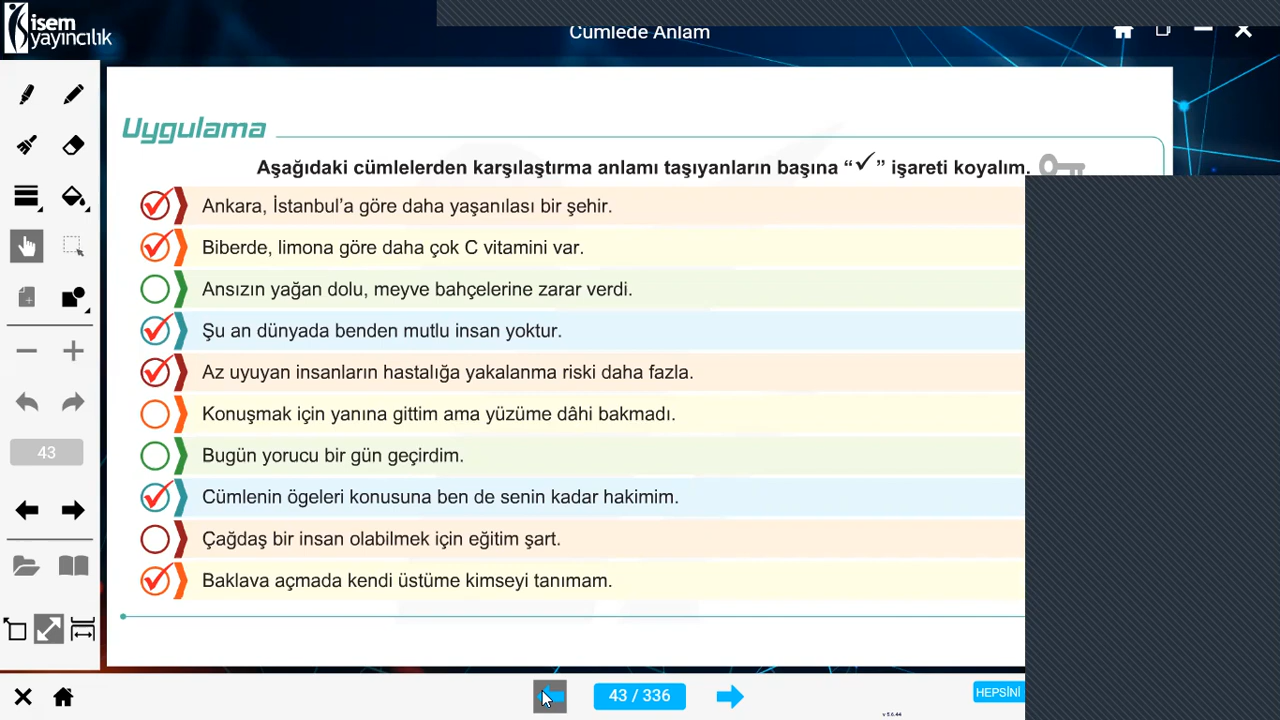 isem
yayıncılık
Cümlede Anlam
Uygulama
Aşağıdaki cümlelerden karşılaştırma anlamı taşıyanların başına “✓” işareti koyalım.
Ankara, İstanbul’a göre daha yaşanılası bir şehir.
Biberde, limona göre daha çok C vitamini var.
Ansızın yağan dolu, meyve bahçelerine zarar verdi.
Şu an dünyada benden mutlu insan yoktur.
Az uyuyan insanların hastalığa yakalanma riski daha fazla.
Konuşmak için yanına gittim ama yüzüme dâhi bakmadı.
Bugün yorucu bir gün geçirdim.
Cümlenin ögeleri konusuna ben de senin kadar hakimim.
Çağdaş bir insan olabilmek için eğitim şart.
Baklava açmada kendi üstüme kimseyi tanımam.
43
43 / 336
HEPSİNİ
v 5.6.44